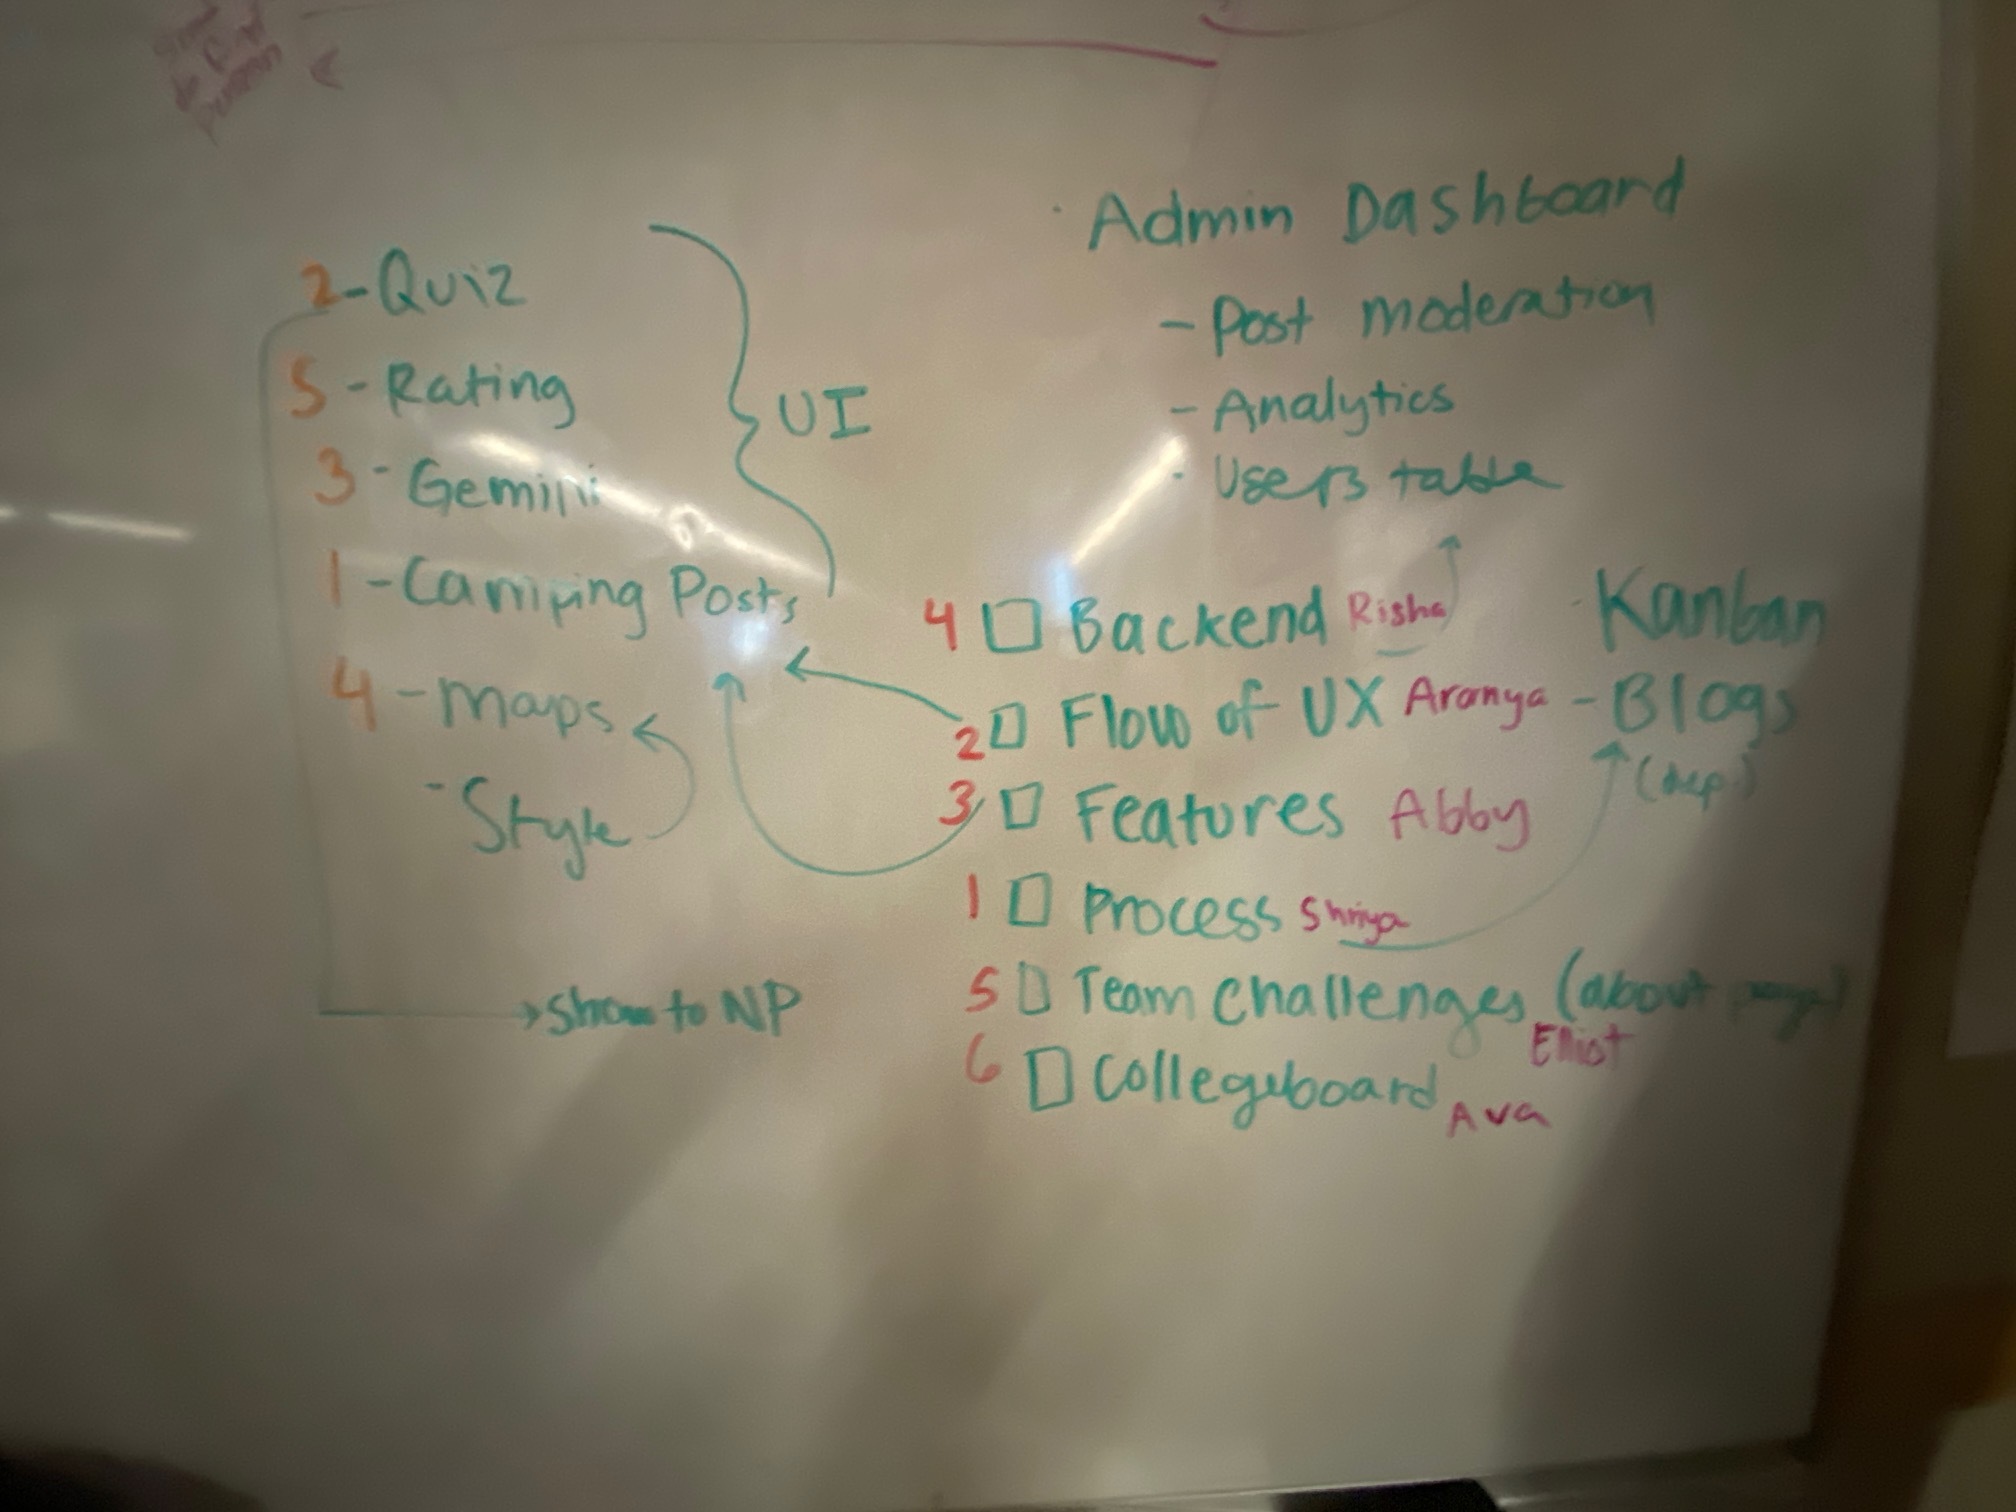 2-Quiz
5-Rating
3-Gemini
1-Camping Posts
4-Maps
-Style
UI
→Show to NP
Admin Dashboard
-Post moderation
-Analytics
-Users table
4 Backend Risha
2 Flow of UX Aranya
3 Features Abby
1 Process Shriya
5 Team Challenges (about page)
Elliot
6 Collegeboard Ava
Kanban
-Blogs
(dep.)